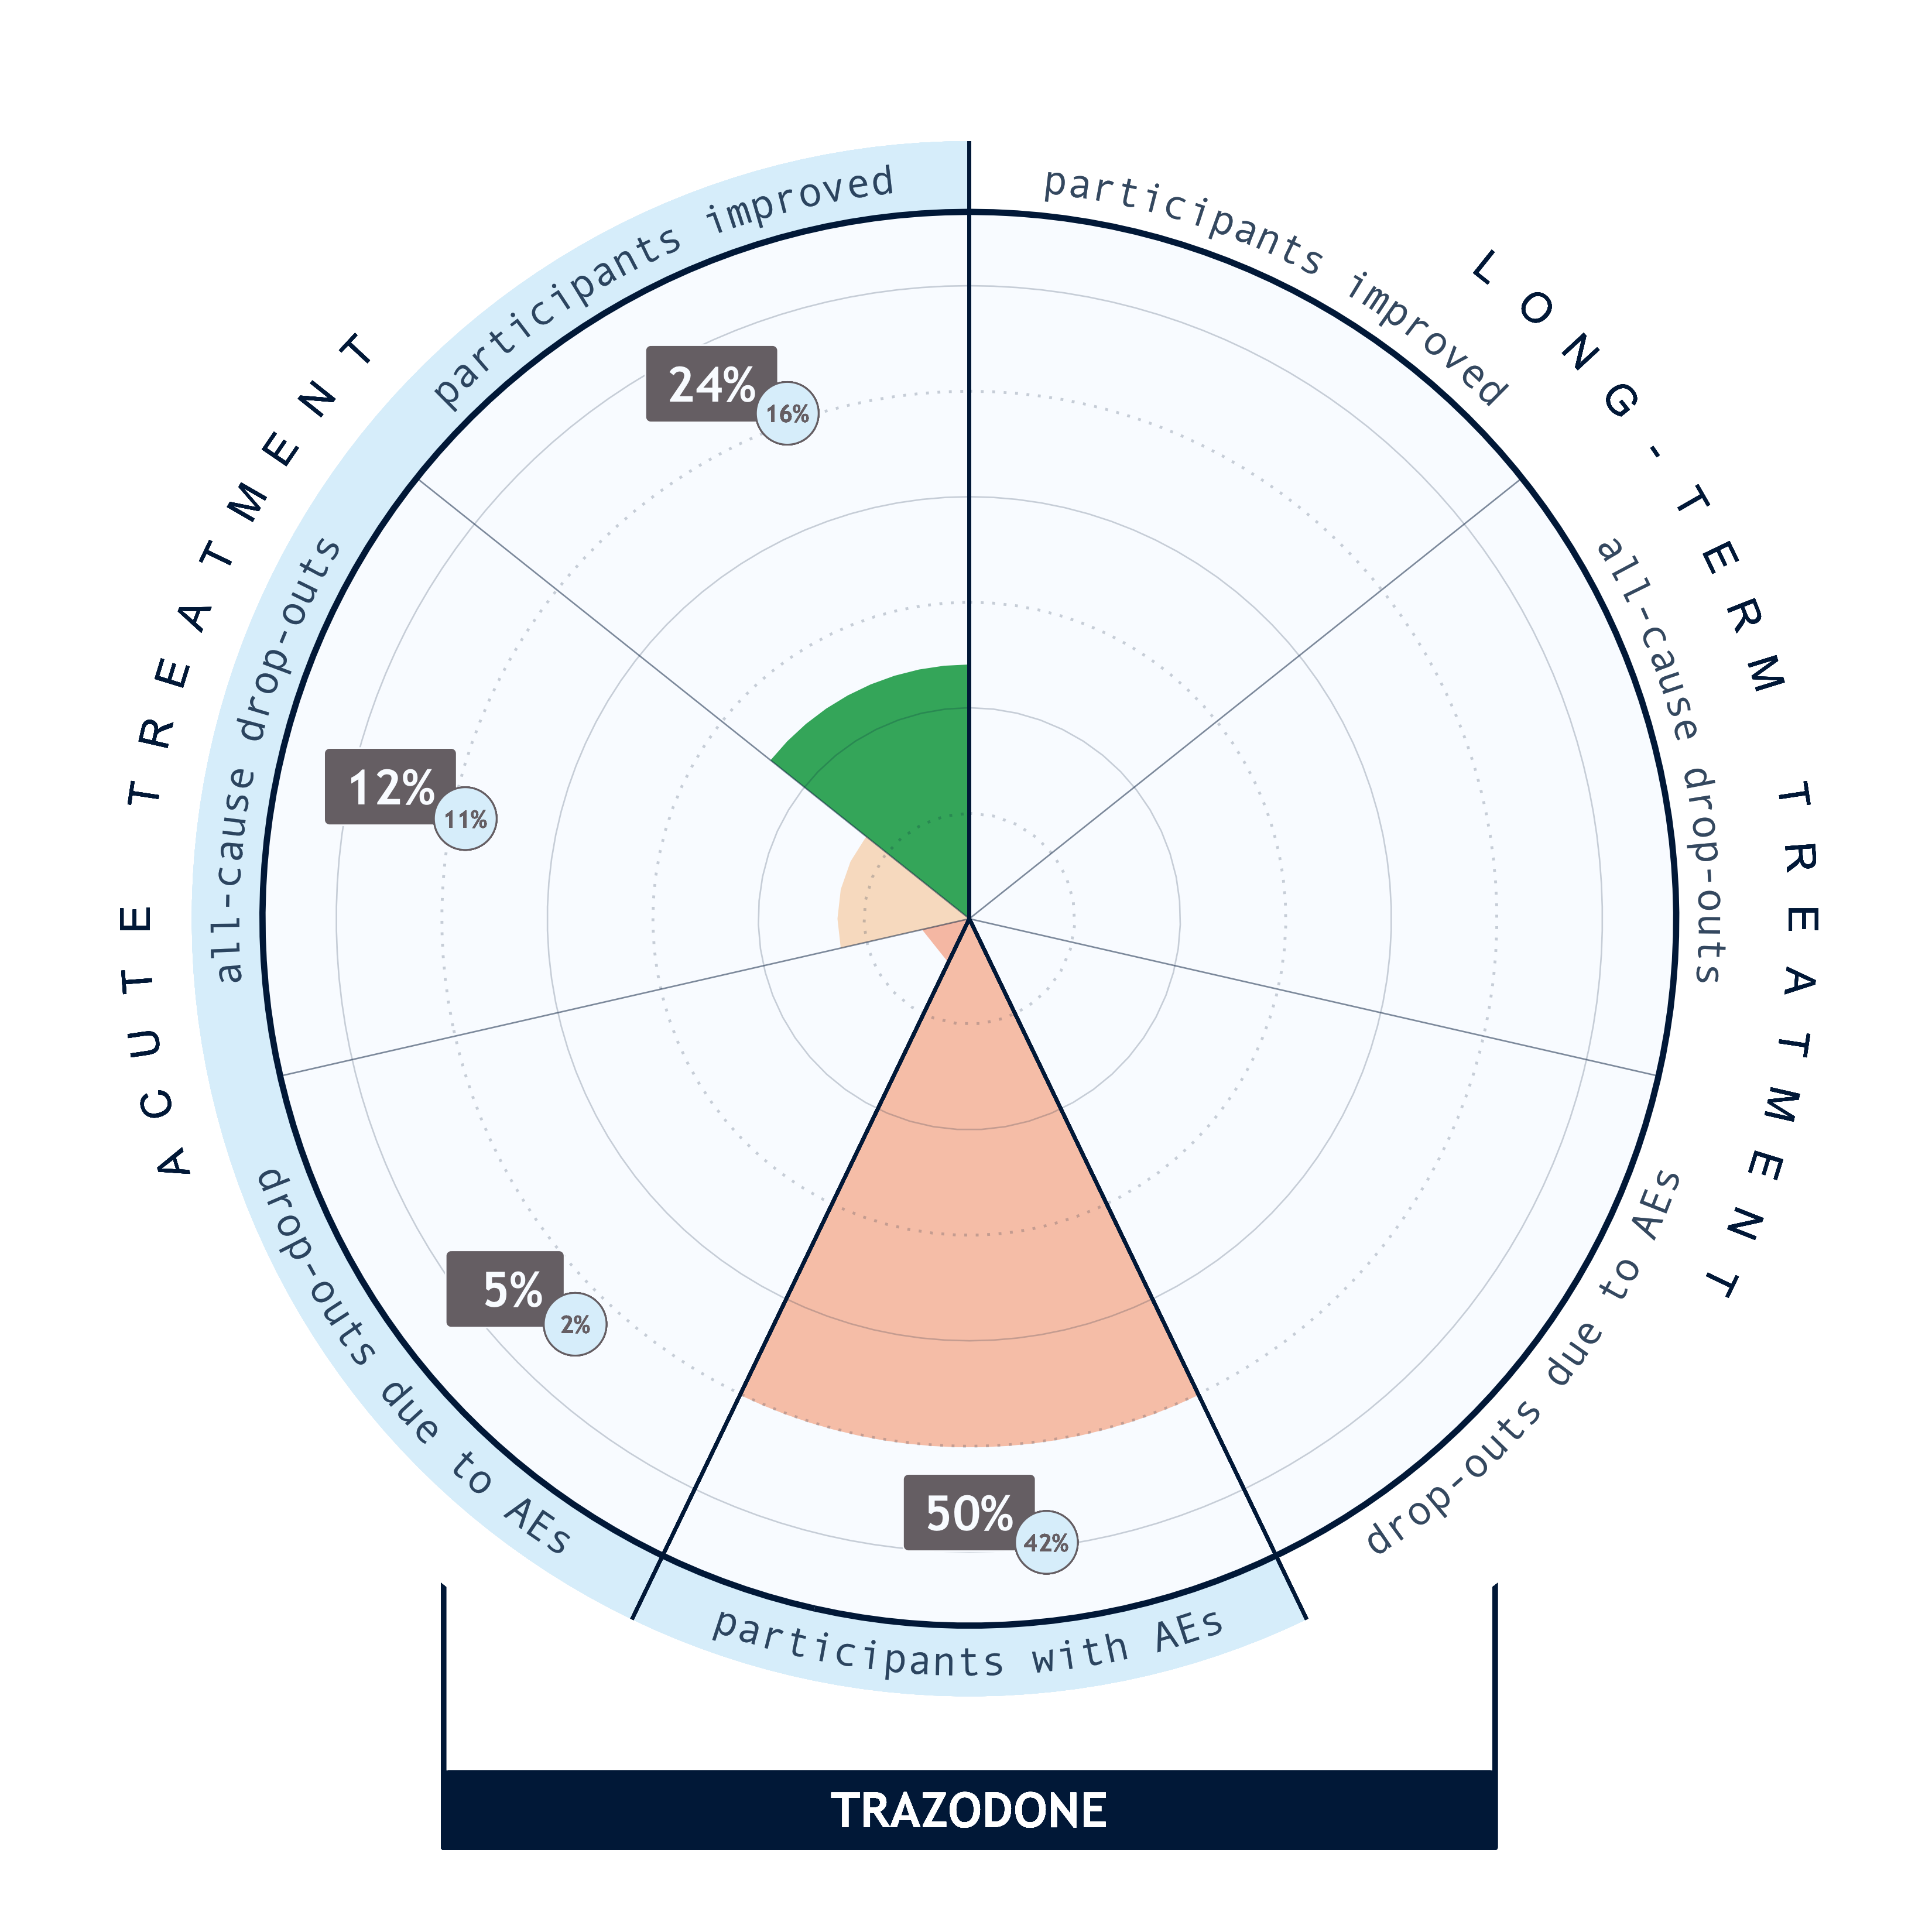 ACUTE TREATMENT
LONG-TERM TREATMENT
participants improved
participants improved
24%
16%
all-cause drop-outs
all-cause drop-outs
12%
11%
drop-outs due to AEs
drop-outs due to AEs
5%
2%
50%
42%
participants with AEs
TRAZODONE